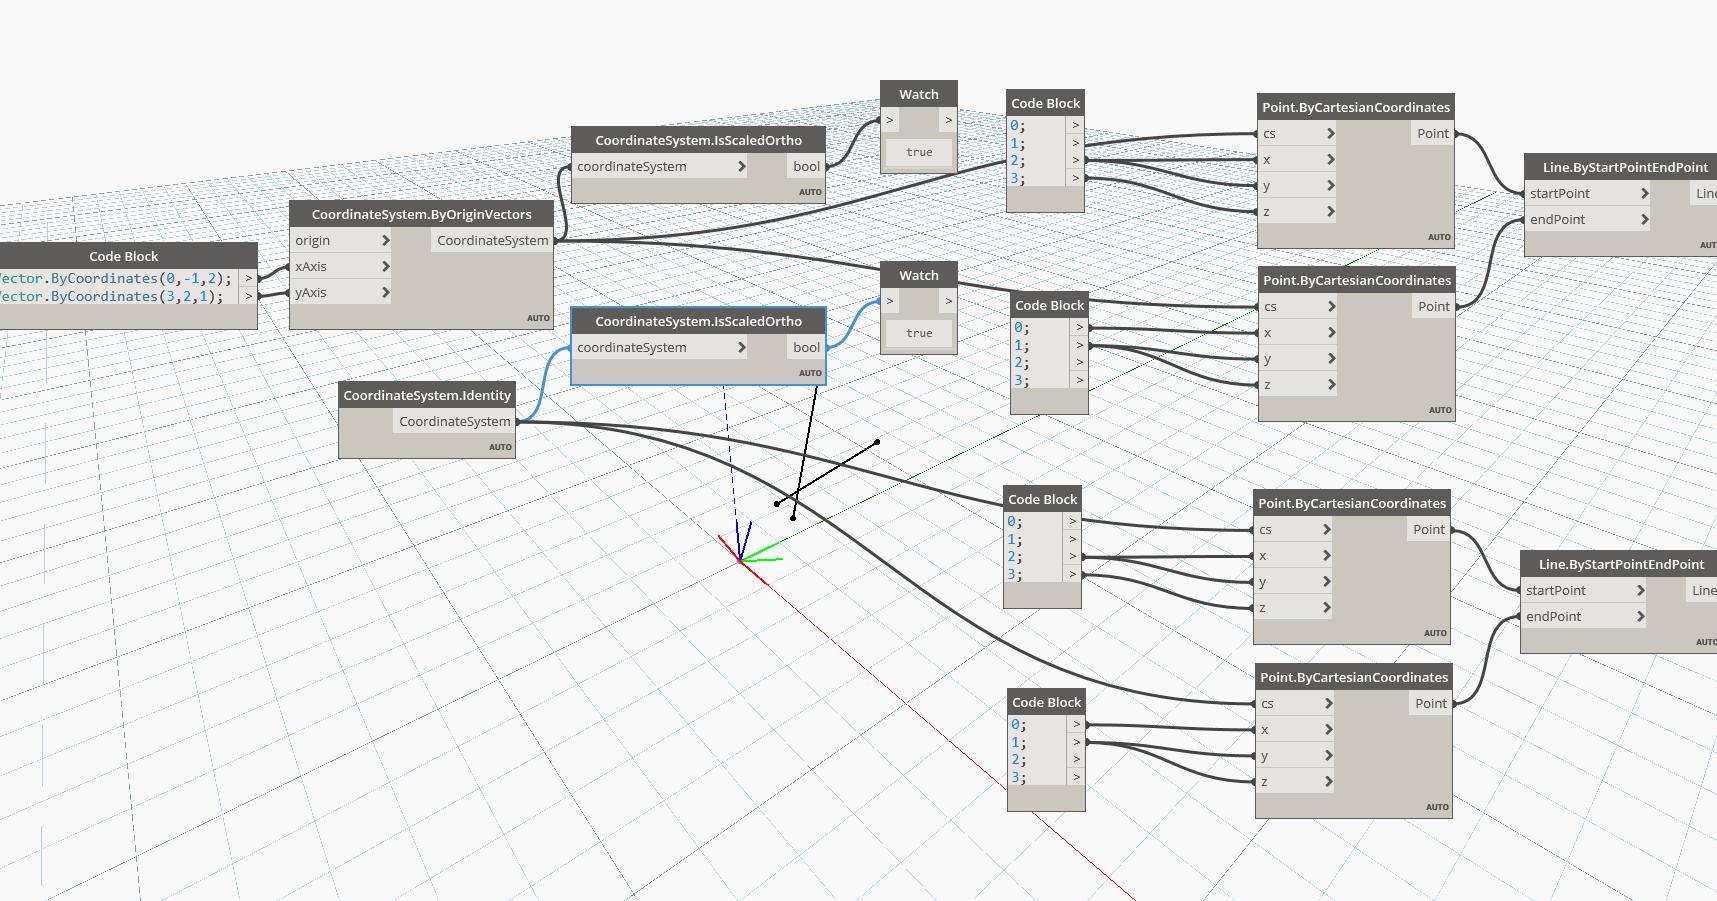 Watch
>
>
true
Code Block
0;
>
1;
>
2;
>
3;
>
Point.ByCartesianCoordinates
cs
Point
x
y
z
AUTO
CoordinateSystem.IsScaledOrtho
coordinateSystem
bool
AUTO
Line.ByStartPointEndPoint
startPoint
Line
endPoint
AUTO
CoordinateSystem.ByOriginVectors
origin
CoordinateSystem
xAxis
yAxis
AUTO
Code Block
Vector.ByCoordinates(0,-1,2);
>
Vector.ByCoordinates(3,2,1);
>
Watch
>
>
true
Point.ByCartesianCoordinates
cs
Point
x
y
z
AUTO
Code Block
0;
>
1;
>
2;
>
3;
>
CoordinateSystem.IsScaledOrtho
coordinateSystem
bool
AUTO
CoordinateSystem.Identity
CoordinateSystem
AUTO
Code Block
0;
>
1;
>
2;
>
3;
>
Point.ByCartesianCoordinates
cs
Point
x
y
z
AUTO
Line.ByStartPointEndPoint
startPoint
Line
endPoint
AUTO
Point.ByCartesianCoordinates
cs
Point
x
y
z
AUTO
Code Block
0;
>
1;
>
2;
>
3;
>